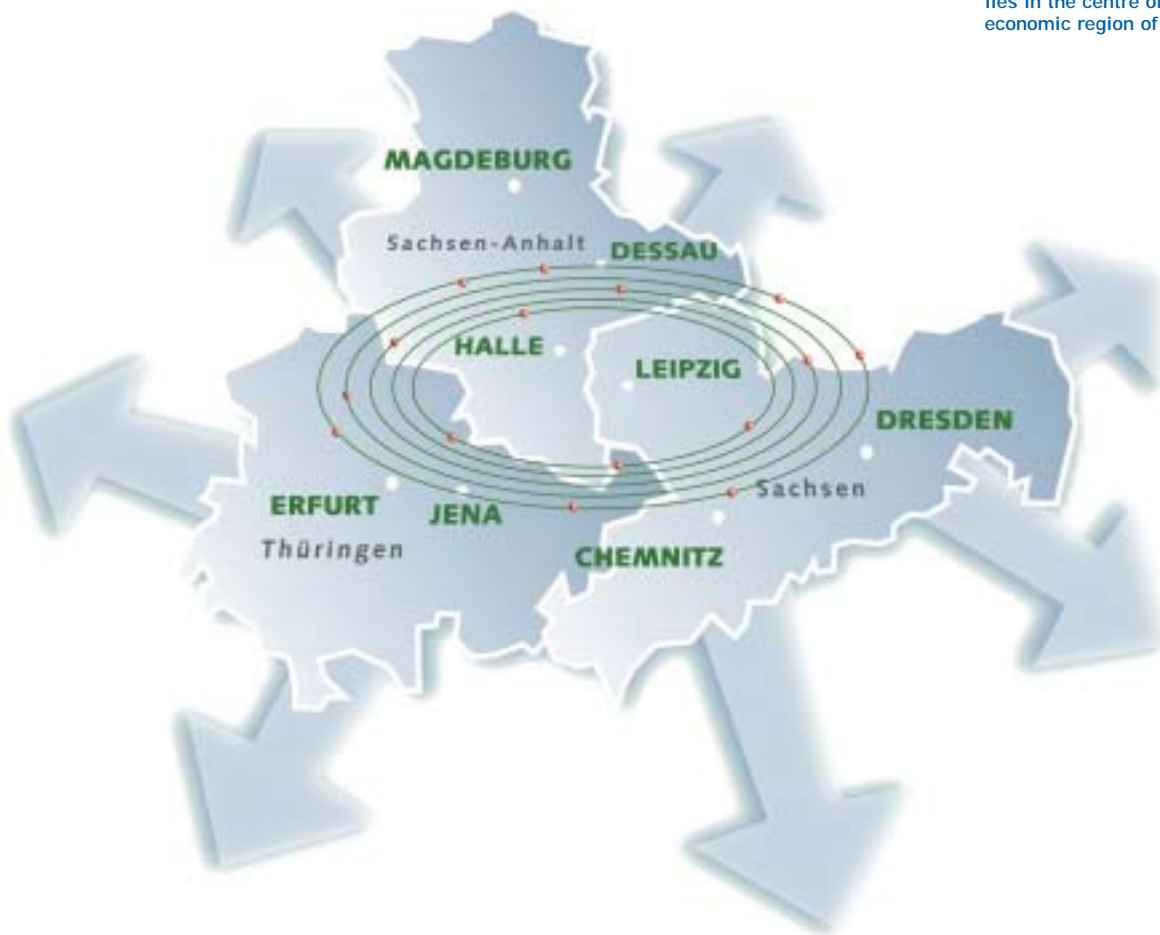 lies in the centre o
economic region of
MAGDEBURG
Sachsen-Anhalt
DESSAU
HALLE
LEIPZIG
DRESDEN
Sachsen
ERFURT
JENA
Thüringen
CHEMNITZ